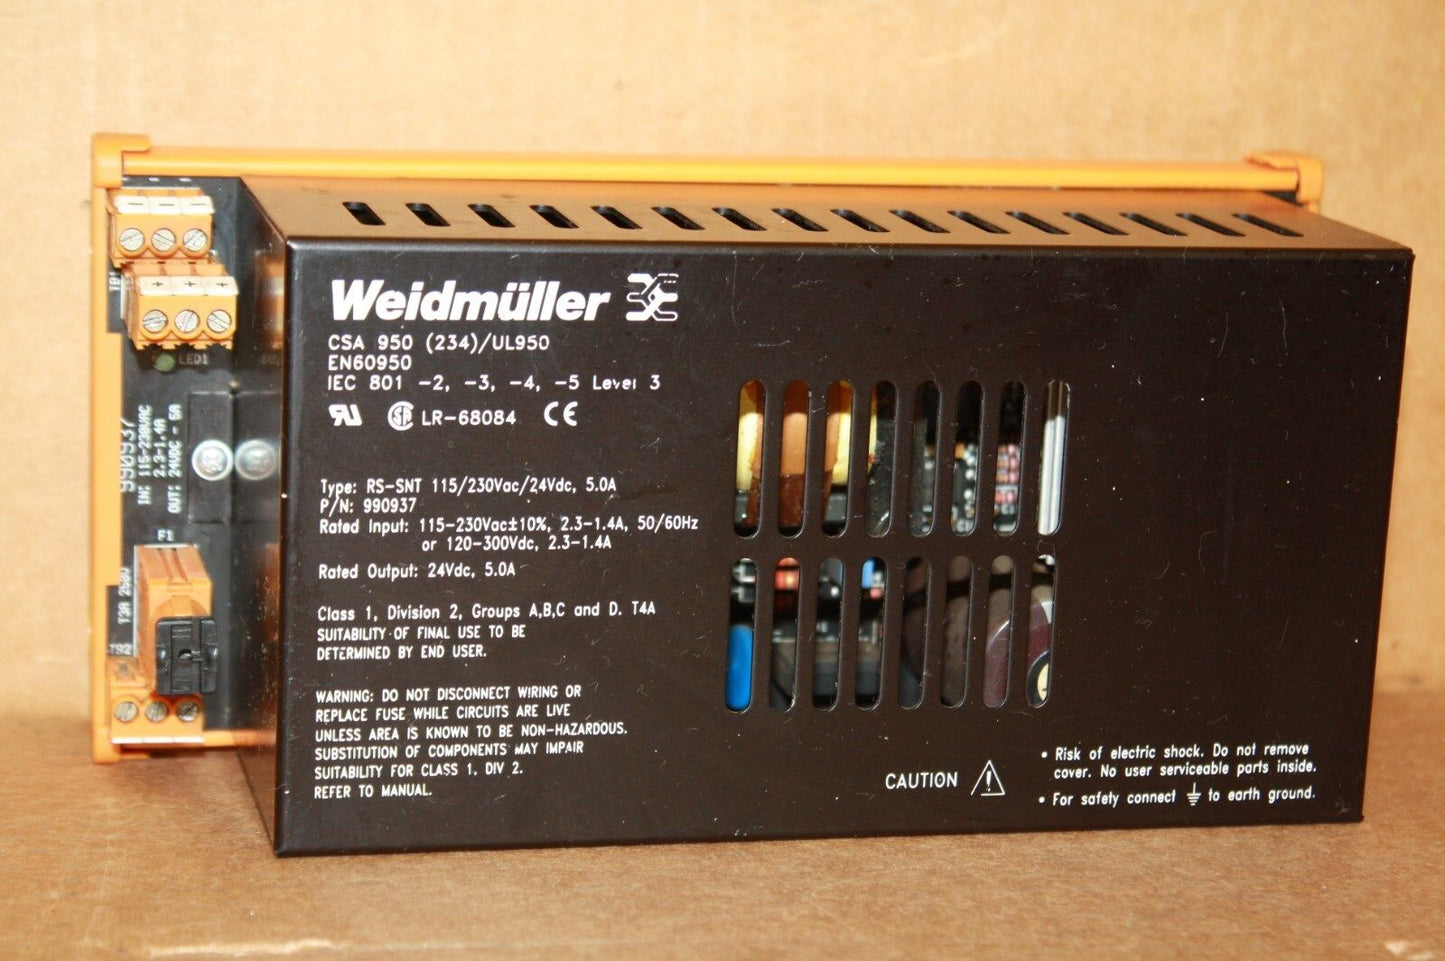 Weidmüller
CSA 950 (234)/UL950
EN60950
IEC 801 -2, -3, -4, -5 Level 3
LR-68084 CE
Type: RS-SNT 115/230Vac/24Vdc, 5.0A
P/N: 990937
Rated Input: 115-230Vac±10%, 2.3-1.4A, 50/60Hz
or 120-300Vdc, 2.3-1.4A
Rated Output: 24Vdc, 5.0A
Class 1, Division 2, Groups A,B,C and D. T4A
SUITABILITY OF FINAL USE TO BE
DETERMINED BY END USER.
WARNING: DO NOT DISCONNECT WIRING OR
REPLACE FUSE WHILE CIRCUITS ARE LIVE
UNLESS AREA IS KNOWN TO BE NON-HAZARDOUS.
SUBSTITUTION OF COMPONENTS MAY IMPAIR
SUITABILITY FOR CLASS 1, DIV 2.
REFER TO MANUAL.
CAUTION
• Risk of electric shock. Do not remove
cover. No user serviceable parts inside.
• For safety connect ⏚ to earth ground.
LED1
990937
IN: 115-230VAC
2.3-1.4A
OUT: 24VDC - 5A
F1
T3A 250V
TB2